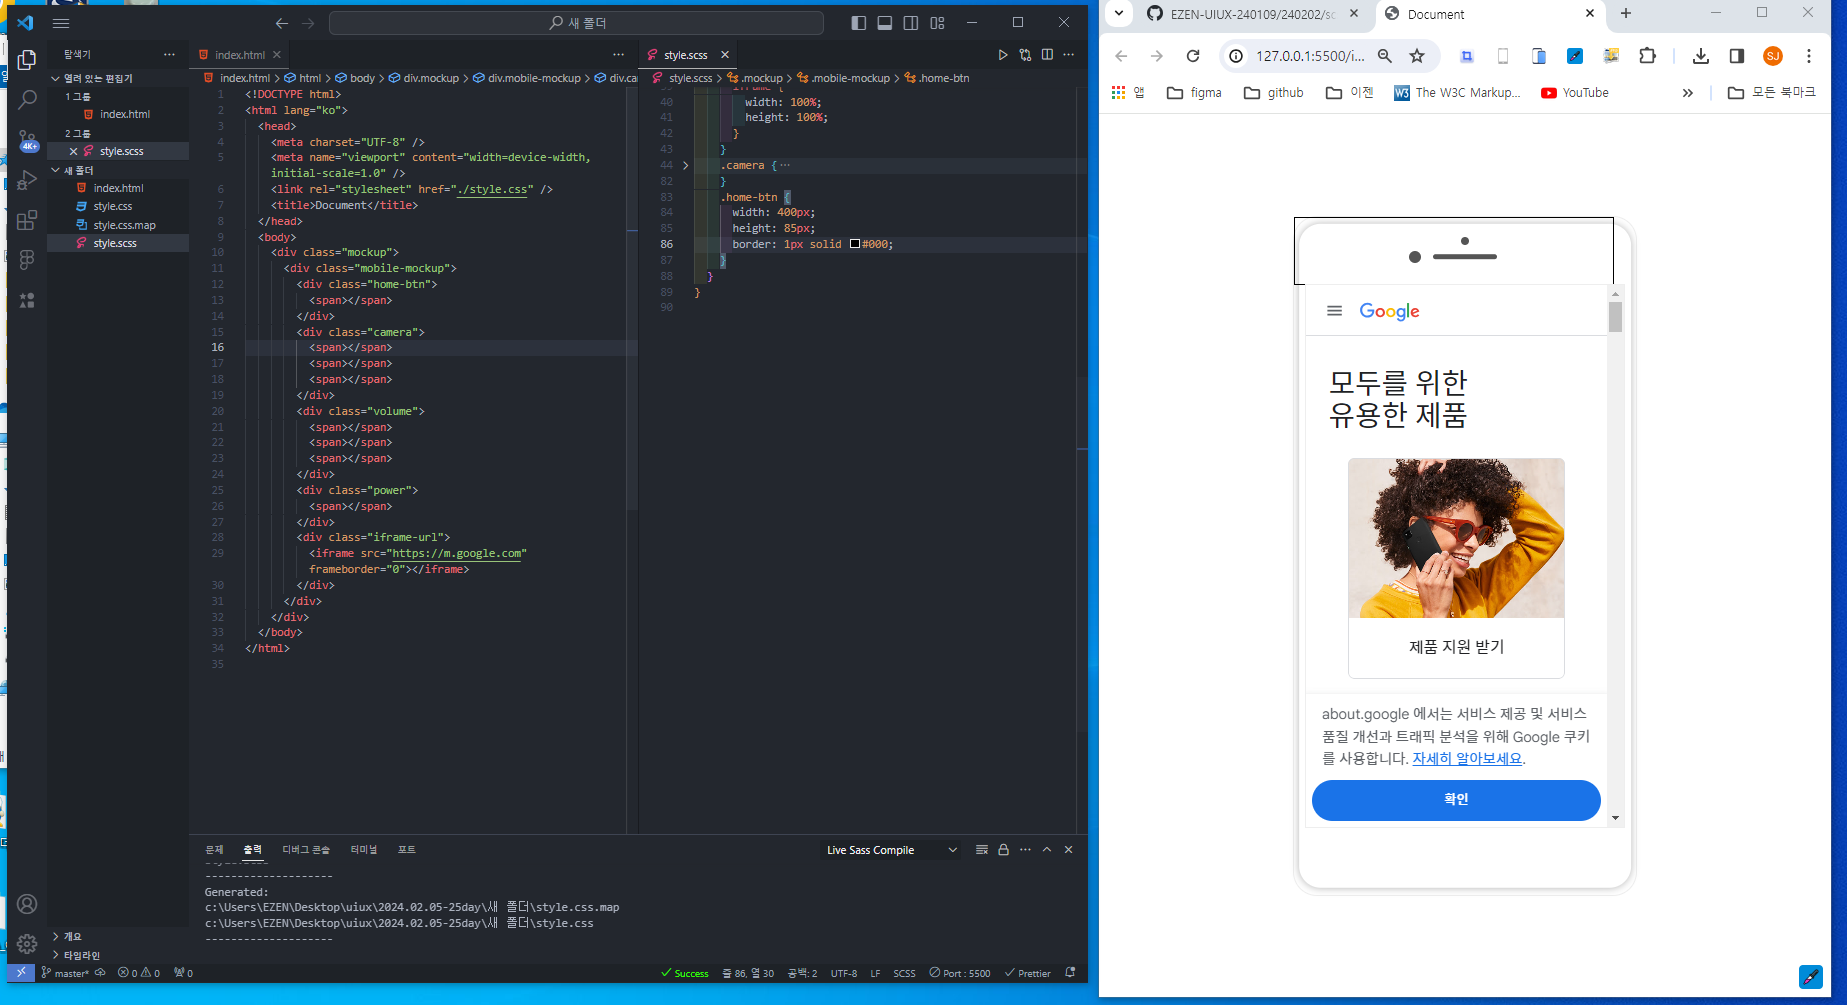 새 폴더
탐색기
열려 있는 편집기
1 그룹
index.html
2 그룹
style.scss
새 폴더
index.html
style.css
style.css.map
style.scss
개요
타임라인
index.html
index.html > html > body > div.mockup > div.mobile-mockup > div.ca
1 <!DOCTYPE html>
2 <html lang="ko">
3 <head>
4 <meta charset="UTF-8" />
5 <meta name="viewport" content="width=device-width,
initial-scale=1.0" />
6 <link rel="stylesheet" href="./style.css" />
7 <title>Document</title>
8 </head>
9 <body>
10 <div class="mockup">
11 <div class="mobile-mockup">
12 <div class="home-btn">
13 <span></span>
14 </div>
15 <div class="camera">
16 <span></span>
17 <span></span>
18 <span></span>
19 </div>
20 <div class="volume">
21 <span></span>
22 <span></span>
23 <span></span>
24 </div>
25 <div class="power">
26 <span></span>
27 </div>
28 <div class="iframe-url">
29 <iframe src="https://m.google.com"
frameborder="0"></iframe>
30 </div>
31 </div>
32 </div>
33 </body>
34 </html>
35
style.scss
style.scss > .mockup > .mobile-mockup > .home-btn
39 iframe {
40 width: 100%;
41 height: 100%;
42 }
43 }
44 .camera {…
82 }
83 .home-btn {
84 width: 400px;
85 height: 85px;
86 border: 1px solid #000;
87 }
88 }
89 }
90
문제 출력 디버그 콘솔 터미널 포트
Live Sass Compile
--------------------
Generated:
c:\Users\EZEN\Desktop\uiux\2024.02.05-25day\새 폴더\style.css.map
c:\Users\EZEN\Desktop\uiux\2024.02.05-25day\새 폴더\style.css
--------------------
4K+
master* 0 0 0
Success 줄 86, 열 30 공백: 2 UTF-8 LF SCSS Port : 5500 Prettier
EZEN-UIUX-240109/240202/sc
Document
127.0.0.1:5500/i...
SJ
앱 figma github 이젠 W3 The W3C Markup... YouTube » 모든 북마크
Google
모두를 위한
유용한 제품
제품 지원 받기
about.google 에서는 서비스 제공 및 서비스
품질 개선과 트래픽 분석을 위해 Google 쿠키
를 사용합니다. 자세히 알아보세요.
확인